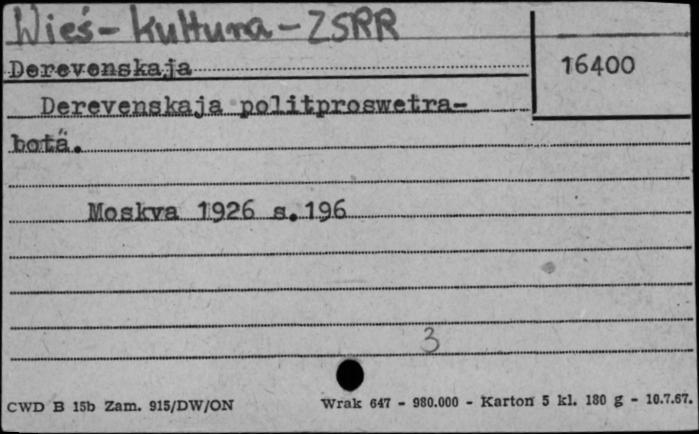 Wieś - kultura - ZSRR
Derevenskaja
16400
Derevenskaja politproswetra-
bota.
Moskva 1926 s.196
3
CWD B 15b Zam. 915/DW/ON
Wrak 647 - 980.000 - Karton 5 kl. 180 g - 10.7.67.